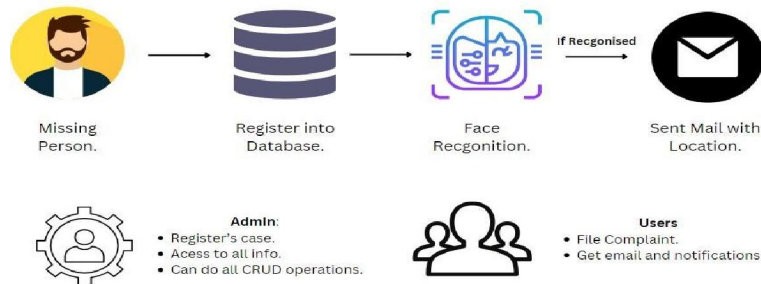 If Recgonised
Missing
Person.
Register into
Database.
Face
Recgonition.
Sent Mail with
Location.
Admin:
• Register's case.
• Acess to all info.
• Can do all CRUD operations.
Users
• File Complaint.
• Get email and notifications